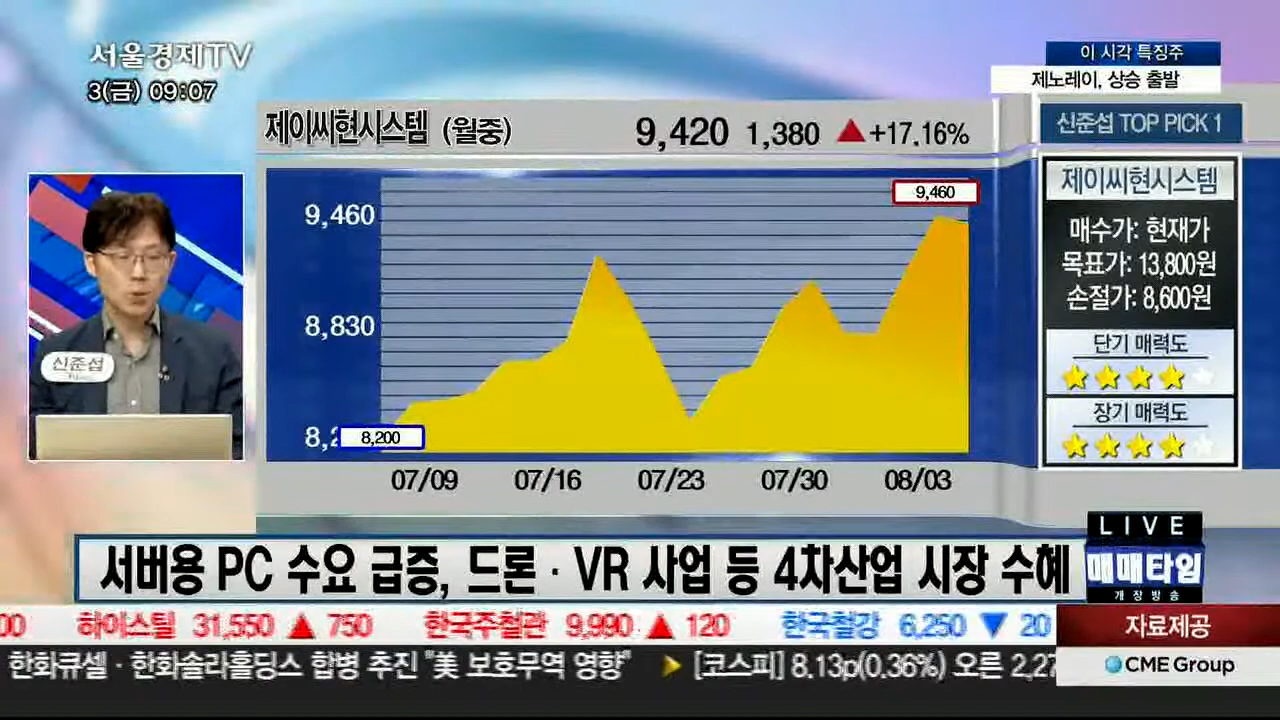 서울경제TV
3(금) 09:07
이 시각 특징주
제노레이, 상승 출발
제이씨현시스템 (월중) 9,420 1,380 ▲+17.16%
신준섭 TOP PICK 1
제이씨현시스템
매수가: 현재가
목표가: 13,800원
손절가: 8,600원
단기 매력도
장기 매력도
9,460
9,460
8,830
8,200
07/09 07/16 07/23 07/30 08/03
신준섭
서버용 PC 수요 급증, 드론·VR 사업 등 4차산업 시장 수혜
LIVE
매매타임
개장방송
00 하이스틸 31,550 ▲ 750 한국주철관 9,990 ▲ 120 한국철강 6,250 ▼ 20
자료제공
한화큐셀·한화솔라홀딩스 합병 추진 "美 보호무역 영향" [코스피] 8.13p(0.36%) 오른 2,27
CME Group